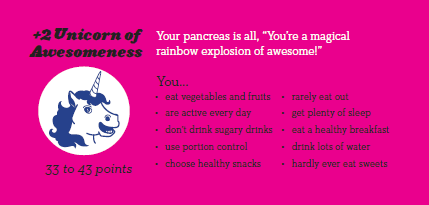 +2 Unicorn of
Awesomeness
33 to 43 points
Your pancreas is all, “You’re a magical
rainbow explosion of awesome!”
You...
• eat vegetables and fruits
• are active every day
• don’t drink sugary drinks
• use portion control
• choose healthy snacks
• rarely eat out
• get plenty of sleep
• eat a healthy breakfast
• drink lots of water
• hardly ever eat sweets